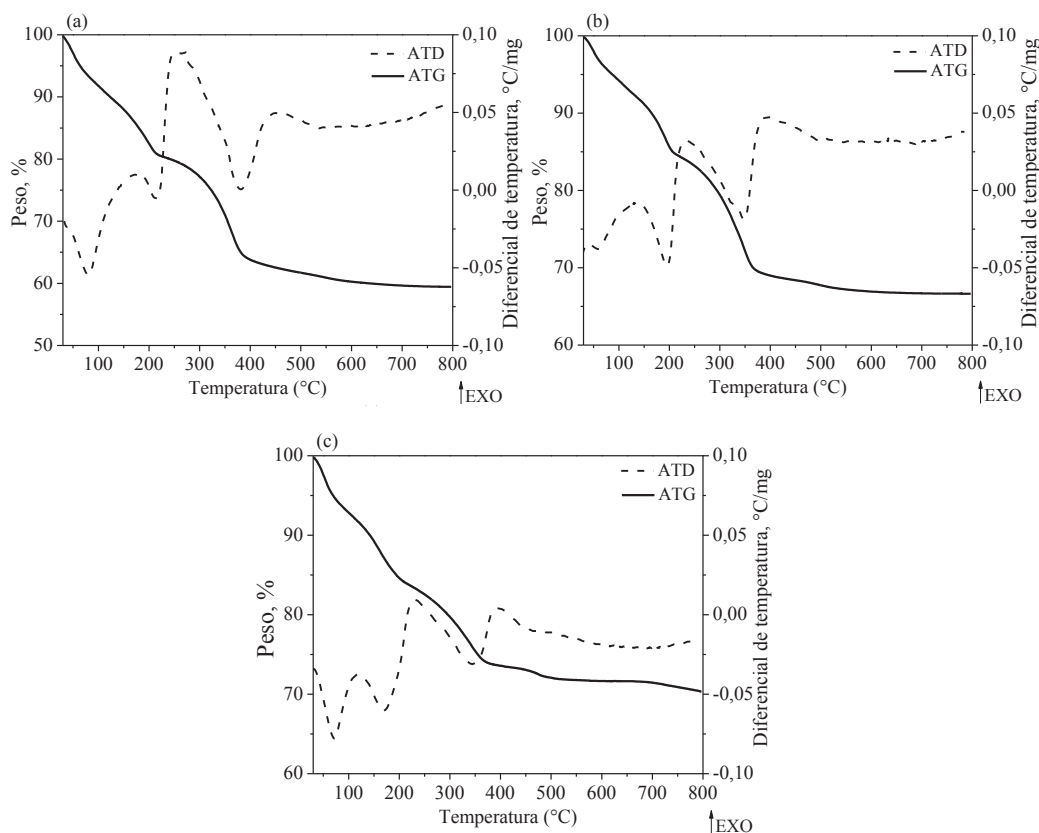 (a)
100
90
80
70
60
50
Peso, %
ATD
ATG
0,10
0,05
0,00
-0,05
-0,10
Diferencial de temperatura, °C/mg
100 200 300 400 500 600 700 800
Temperatura (°C)
EXO
(b)
100
90
80
70
60
Peso, %
ATD
ATG
0,10
0,05
0,00
-0,05
-0,10
Diferencial de temperatura, °C/mg
100 200 300 400 500 600 700 800
Temperatura (°C)
EXO
(c)
100
90
80
70
60
Peso, %
ATD
ATG
0,10
0,05
0,00
-0,05
-0,10
Diferencial de temperatura, °C/mg
100 200 300 400 500 600 700 800
Temperatura (°C)
EXO